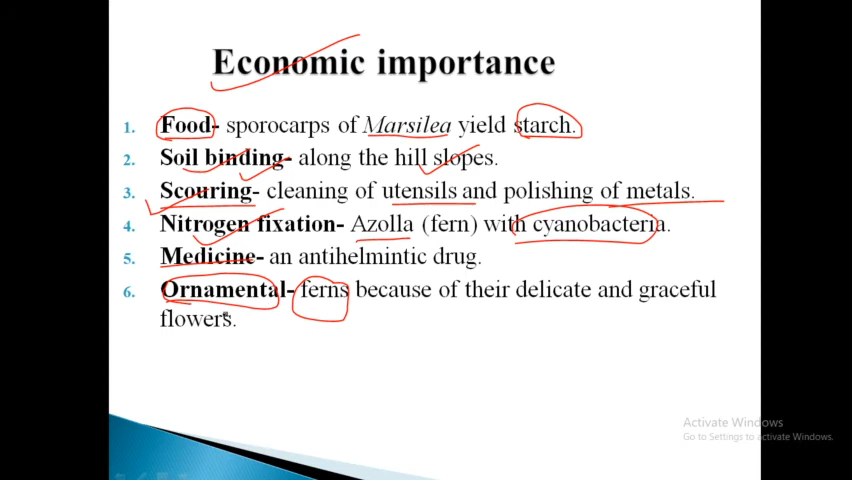 Economic importance
1. Food- sporocarps of Marsilea yield starch.
2. Soil binding- along the hill slopes.
3. Scouring- cleaning of utensils and polishing of metals.
4. Nitrogen fixation- Azolla (fern) with cyanobacteria.
5. Medicine- an antihelmintic drug.
6. Ornamental- ferns because of their delicate and graceful
flowers.
Activate Windows
Go to Settings to Activate Windows.